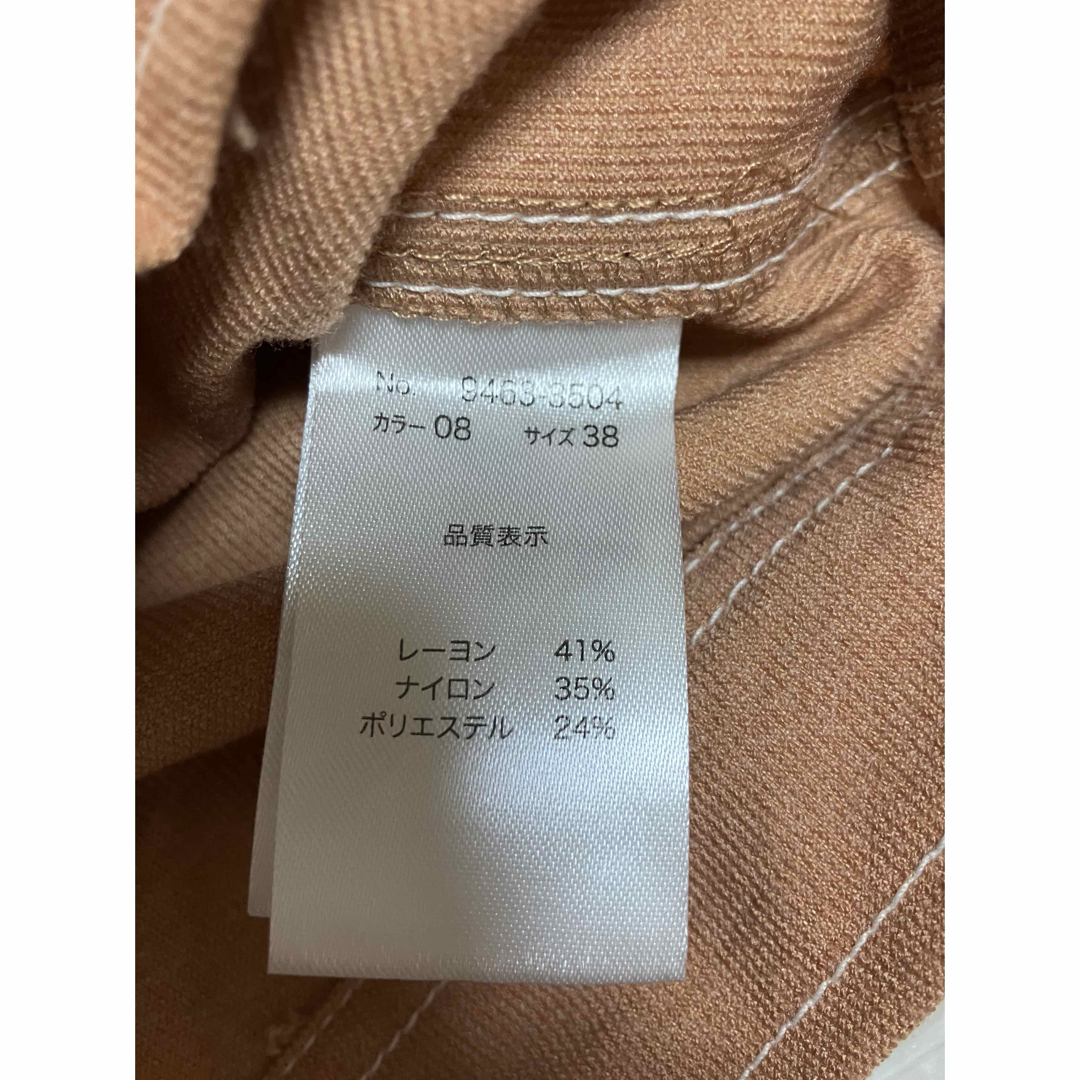 No. 9463-3504
カラー 08 サイズ 38
品質表示
レーヨン 41%
ナイロン 35%
ポリエステル 24%